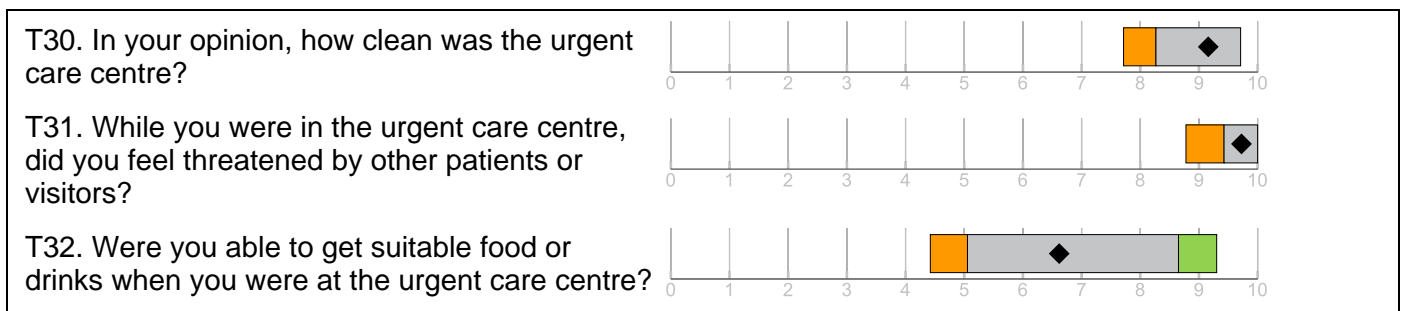 T30. In your opinion, how clean was the urgent
care centre?
0 1 2 3 4 5 6 7 8 9 10
T31. While you were in the urgent care centre,
did you feel threatened by other patients or
visitors?
0 1 2 3 4 5 6 7 8 9 10
T32. Were you able to get suitable food or
drinks when you were at the urgent care centre?
0 1 2 3 4 5 6 7 8 9 10